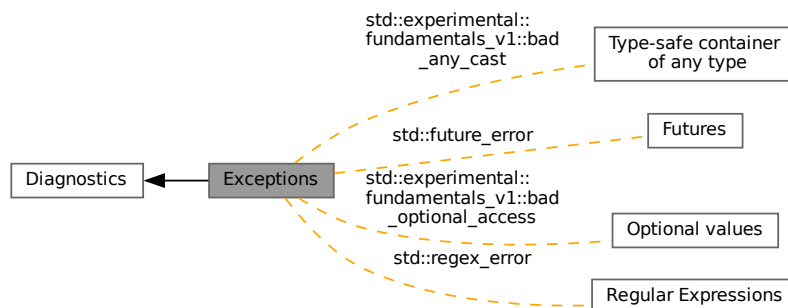 std::experimental::
fundamentals_v1::bad
_any_cast
Type-safe container
of any type
std::future_error
Futures
Diagnostics
Exceptions
std::experimental::
fundamentals_v1::bad
_optional_access
Optional values
std::regex_error
Regular Expressions